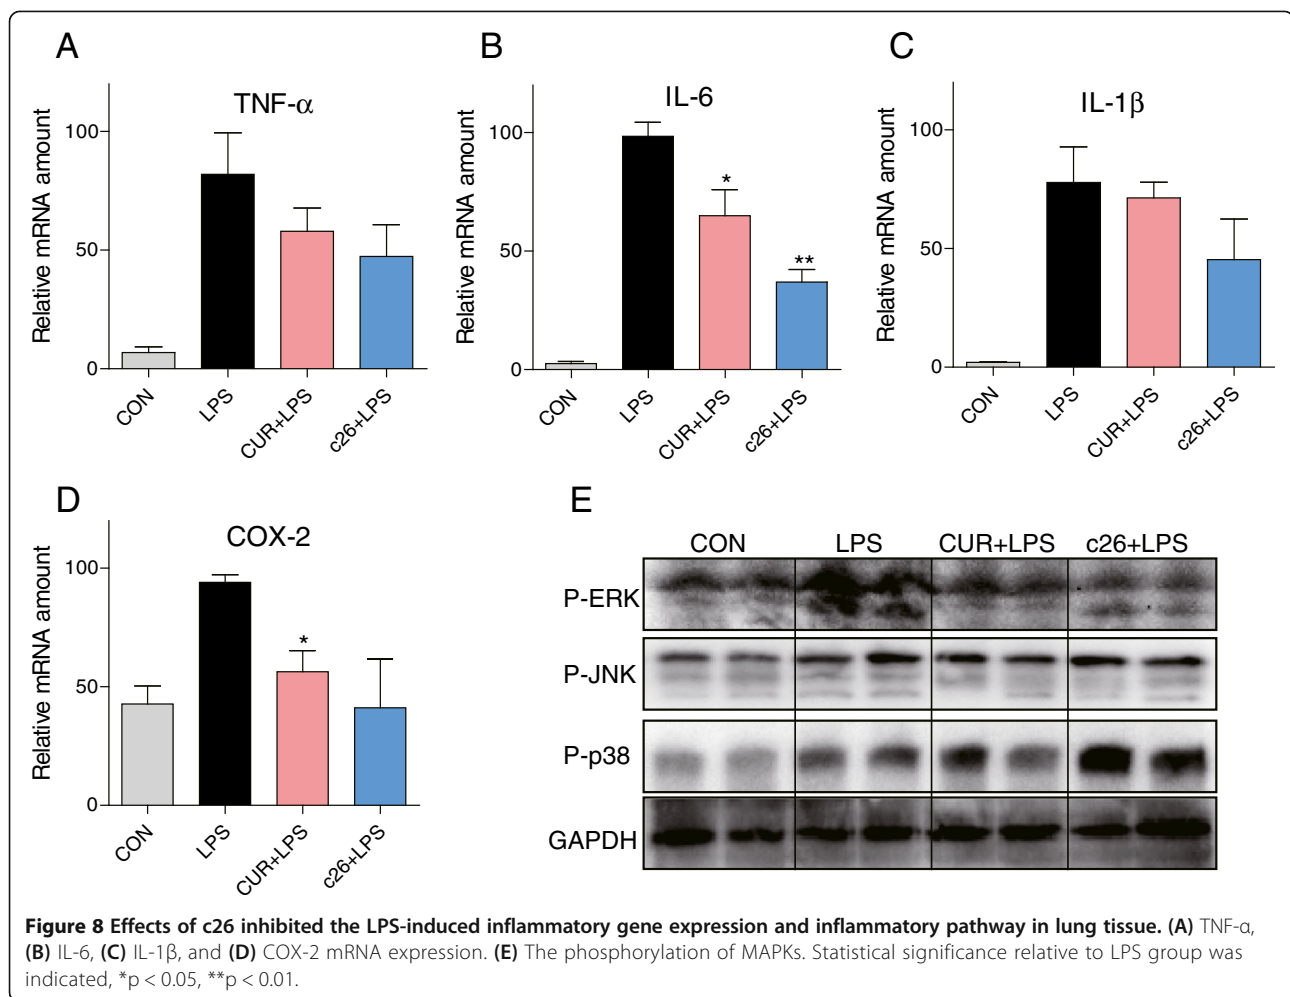 A
TNF-α
Relative mRNA amount
100
50
0
CON
LPS
CUR+LPS
c26+LPS
B
IL-6
Relative mRNA amount
100
50
0
*
**
CON
LPS
CUR+LPS
c26+LPS
C
IL-1β
Relative mRNA amount
100
50
0
CON
LPS
CUR+LPS
c26+LPS
D
COX-2
Relative mRNA amount
100
50
0
*
CON
LPS
CUR+LPS
c26+LPS
E
CON LPS CUR+LPS c26+LPS
P-ERK
P-JNK
P-p38
GAPDH
Figure 8 Effects of c26 inhibited the LPS-induced inflammatory gene expression and inflammatory pathway in lung tissue. (A) TNF-α,
(B) IL-6, (C) IL-1β, and (D) COX-2 mRNA expression. (E) The phosphorylation of MAPKs. Statistical significance relative to LPS group was
indicated, *p < 0.05, **p < 0.01.